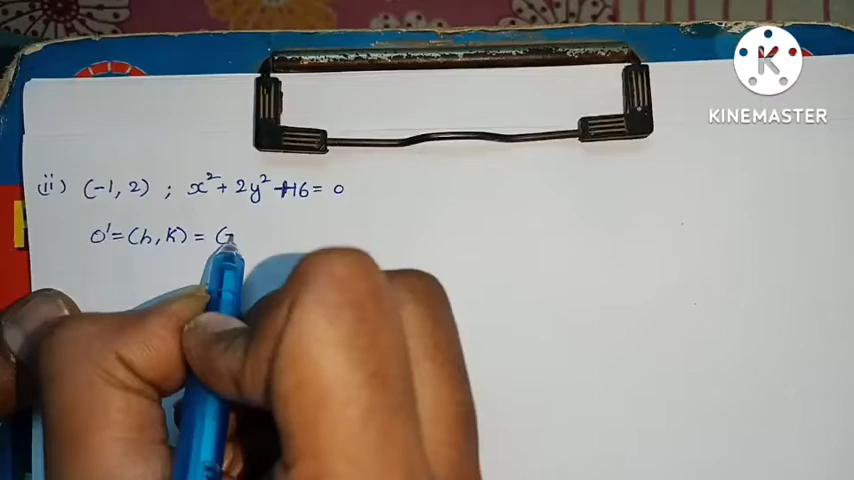 KINEMASTER
ii) (-1, 2) ; x² + 2y² + 16 = 0
O' = (h, k) = (-